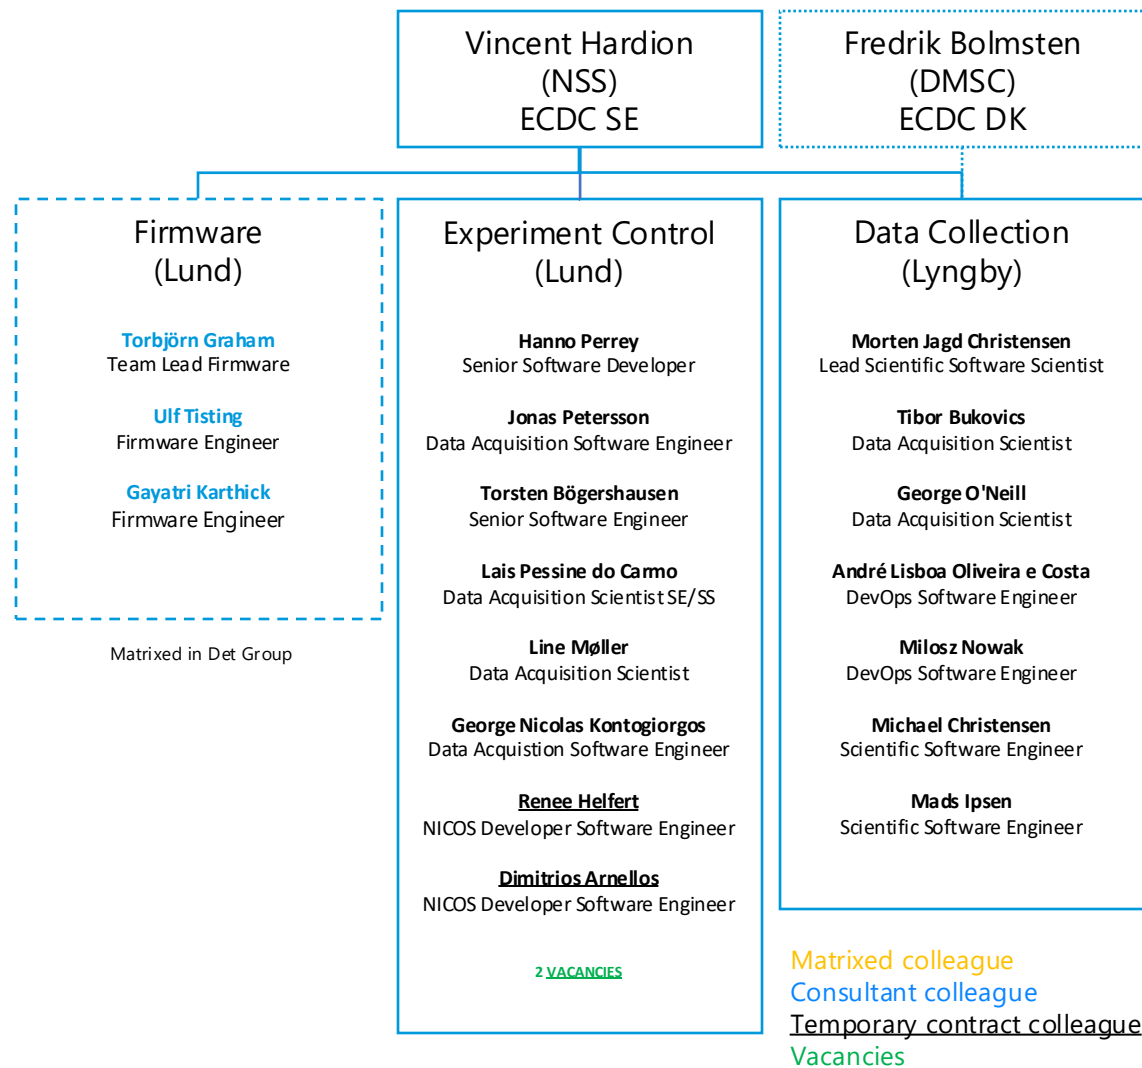 Vincent Hardion
(NSS)
ECDC SE
Fredrik Bolmsten
(DMSC)
ECDC DK
Firmware
(Lund)
Torbjörn Graham
Team Lead Firmware
Ulf Tisting
Firmware Engineer
Gayatri Karthick
Firmware Engineer
Matrixed in Det Group
Experiment Control
(Lund)
Hanno Perrey
Senior Software Developer
Jonas Petersson
Data Acquisition Software Engineer
Torsten Bögershausen
Senior Software Engineer
Lais Pessine do Carmo
Data Acquisition Scientist SE/SS
Line Møller
Data Acquisition Scientist
George Nicolas Kontogiorgos
Data Acquistion Software Engineer
Renee Helfert
NICOS Developer Software Engineer
Dimitrios Arnellos
NICOS Developer Software Engineer
2 VACANCIES
Data Collection
(Lyngby)
Morten Jagd Christensen
Lead Scientific Software Scientist
Tibor Bukovics
Data Acquisition Scientist
George O'Neill
Data Acquisition Scientist
André Lisboa Oliveira e Costa
DevOps Software Engineer
Milosz Nowak
DevOps Software Engineer
Michael Christensen
Scientific Software Engineer
Mads Ipsen
Scientific Software Engineer
Matrixed colleague
Consultant colleague
Temporary contract colleague
Vacancies